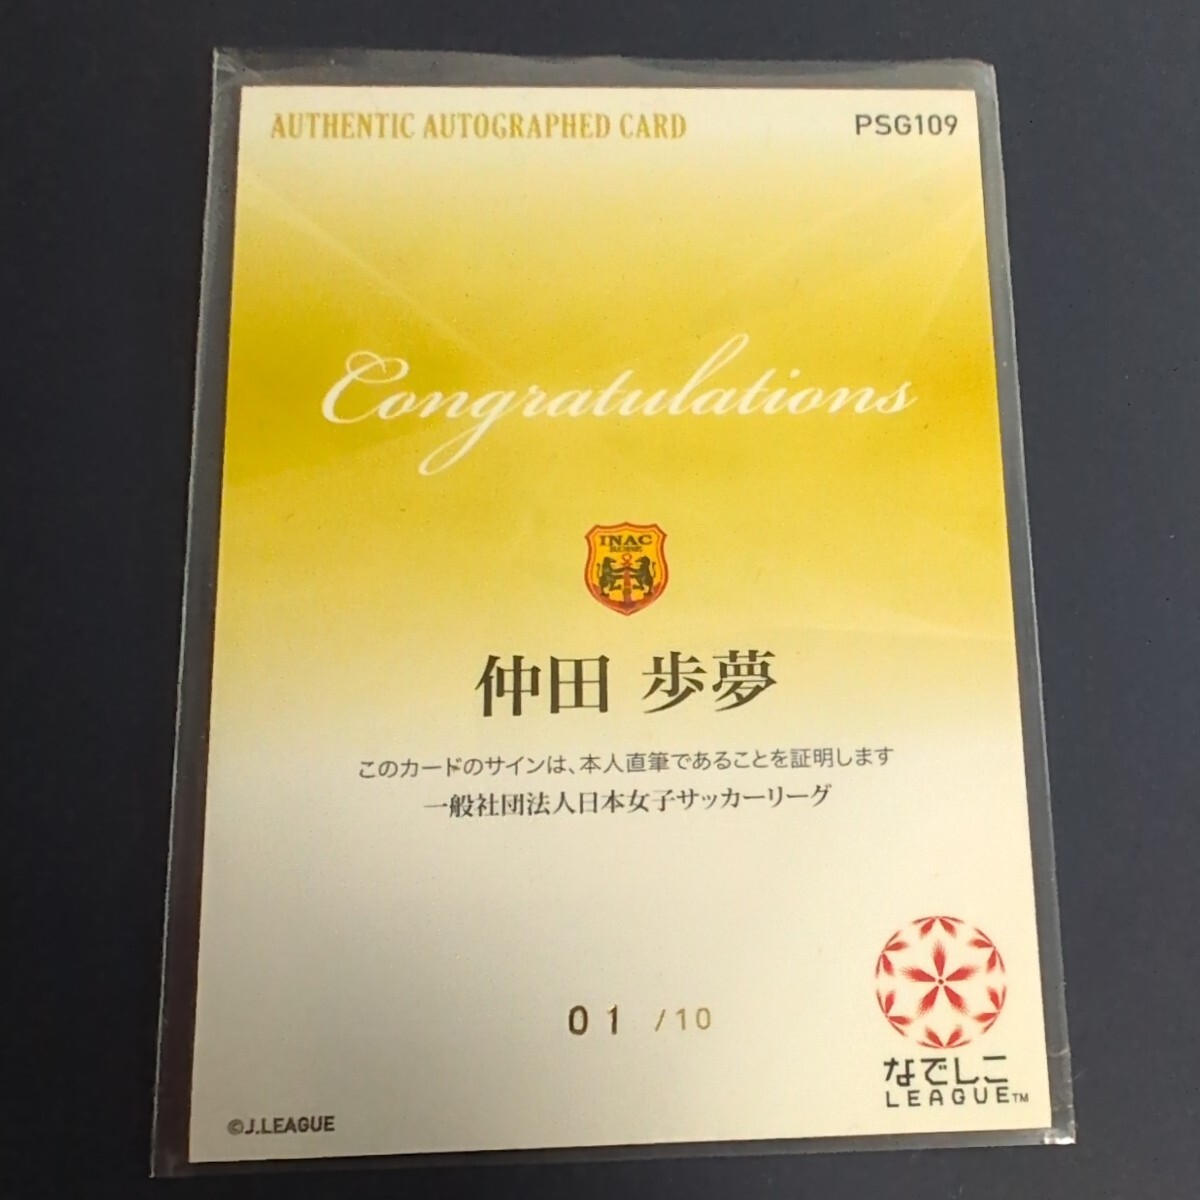 AUTHENTIC AUTOGRAPHED CARD
PSG109
Congratulations
INAC
仲田 歩夢
このカードのサインは、本人直筆であることを証明します
一般社団法人日本女子サッカーリーグ
01 /10
なでしこ
LEAGUE™
©J.LEAGUE